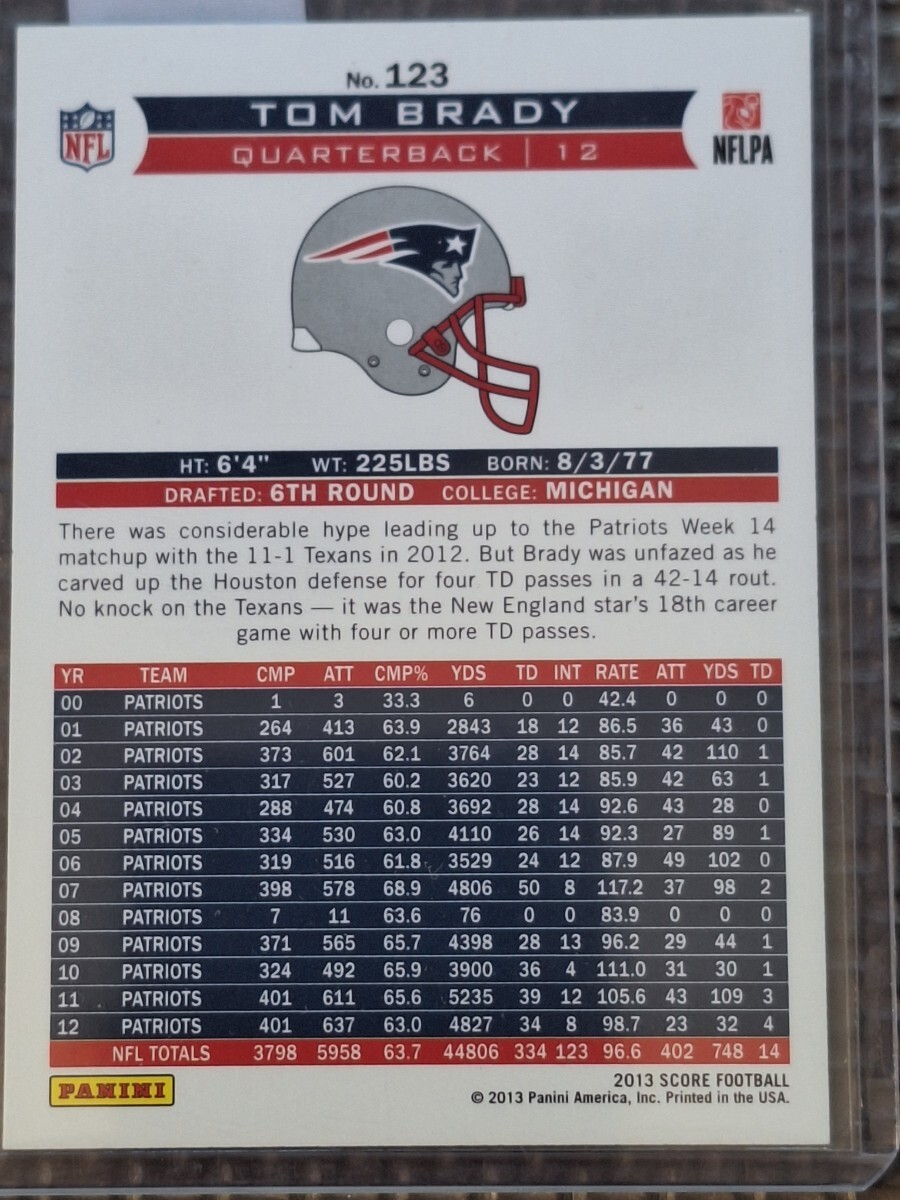 No. 123
TOM BRADY
QUARTERBACK | 12
NFL
NFLPA
HT: 6'4" WT: 225LBS BORN: 8/3/77
DRAFTED: 6TH ROUND COLLEGE: MICHIGAN
There was considerable hype leading up to the Patriots Week 14
matchup with the 11-1 Texans in 2012. But Brady was unfazed as he
carved up the Houston defense for four TD passes in a 42-14 rout.
No knock on the Texans — it was the New England star's 18th career
game with four or more TD passes.
YR TEAM CMP ATT CMP% YDS TD INT RATE ATT YDS TD
00 PATRIOTS 1 3 33.3 6 0 0 42.4 0 0 0
01 PATRIOTS 264 413 63.9 2843 18 12 86.5 36 43 0
02 PATRIOTS 373 601 62.1 3764 28 14 85.7 42 110 1
03 PATRIOTS 317 527 60.2 3620 23 12 85.9 42 63 1
04 PATRIOTS 288 474 60.8 3692 28 14 92.6 43 28 0
05 PATRIOTS 334 530 63.0 4110 26 14 92.3 27 89 1
06 PATRIOTS 319 516 61.8 3529 24 12 87.9 49 102 0
07 PATRIOTS 398 578 68.9 4806 50 8 117.2 37 98 2
08 PATRIOTS 7 11 63.6 76 0 0 83.9 0 0 0
09 PATRIOTS 371 565 65.7 4398 28 13 96.2 29 44 1
10 PATRIOTS 324 492 65.9 3900 36 4 111.0 31 30 1
11 PATRIOTS 401 611 65.6 5235 39 12 105.6 43 109 3
12 PATRIOTS 401 637 63.0 4827 34 8 98.7 23 32 4
NFL TOTALS 3798 5958 63.7 44806 334 123 96.6 402 748 14
PANINI
2013 SCORE FOOTBALL
© 2013 Panini America, Inc. Printed in the USA.